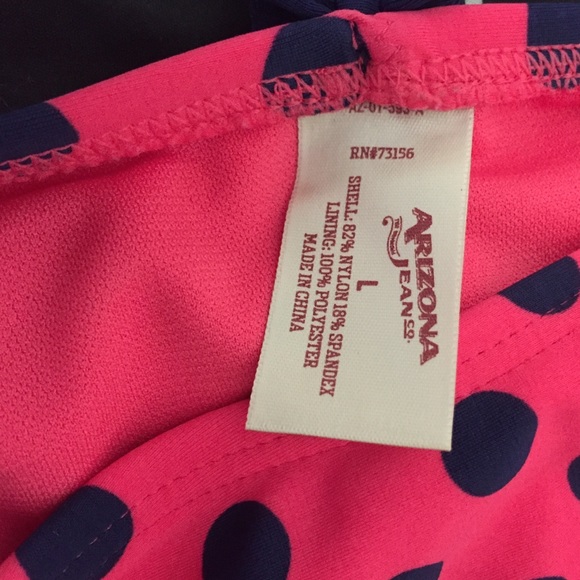 RN#73156
ARIZONA
JEAN CO.
L
SHELL: 82% NYLON 18% SPANDEX
LINING: 100% POLYESTER
MADE IN CHINA